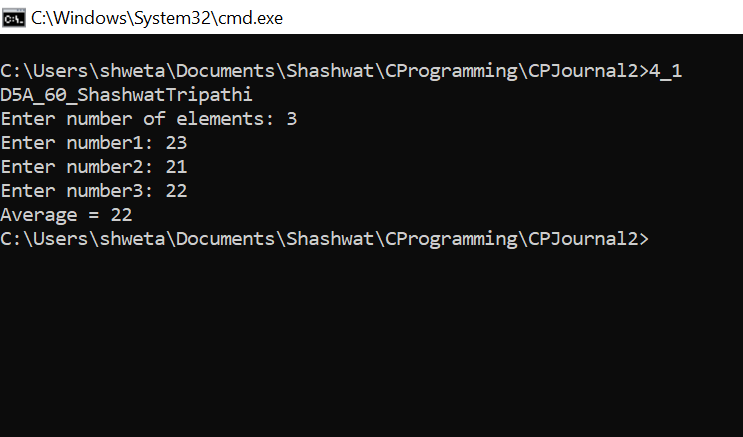 C:\Windows\System32\cmd.exe
C:\Users\shweta\Documents\Shashwat\CProgramming\CPJournal2>4_1
D5A_60_ShashwatTripathi
Enter number of elements: 3
Enter number1: 23
Enter number2: 21
Enter number3: 22
Average = 22
C:\Users\shweta\Documents\Shashwat\CProgramming\CPJournal2>